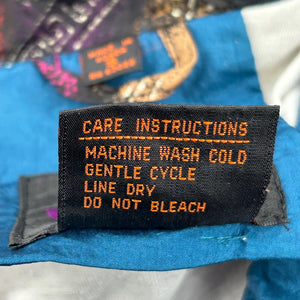 CARE INSTRUCTIONS
MACHINE WASH COLD
GENTLE CYCLE
LINE DRY
DO NOT BLEACH